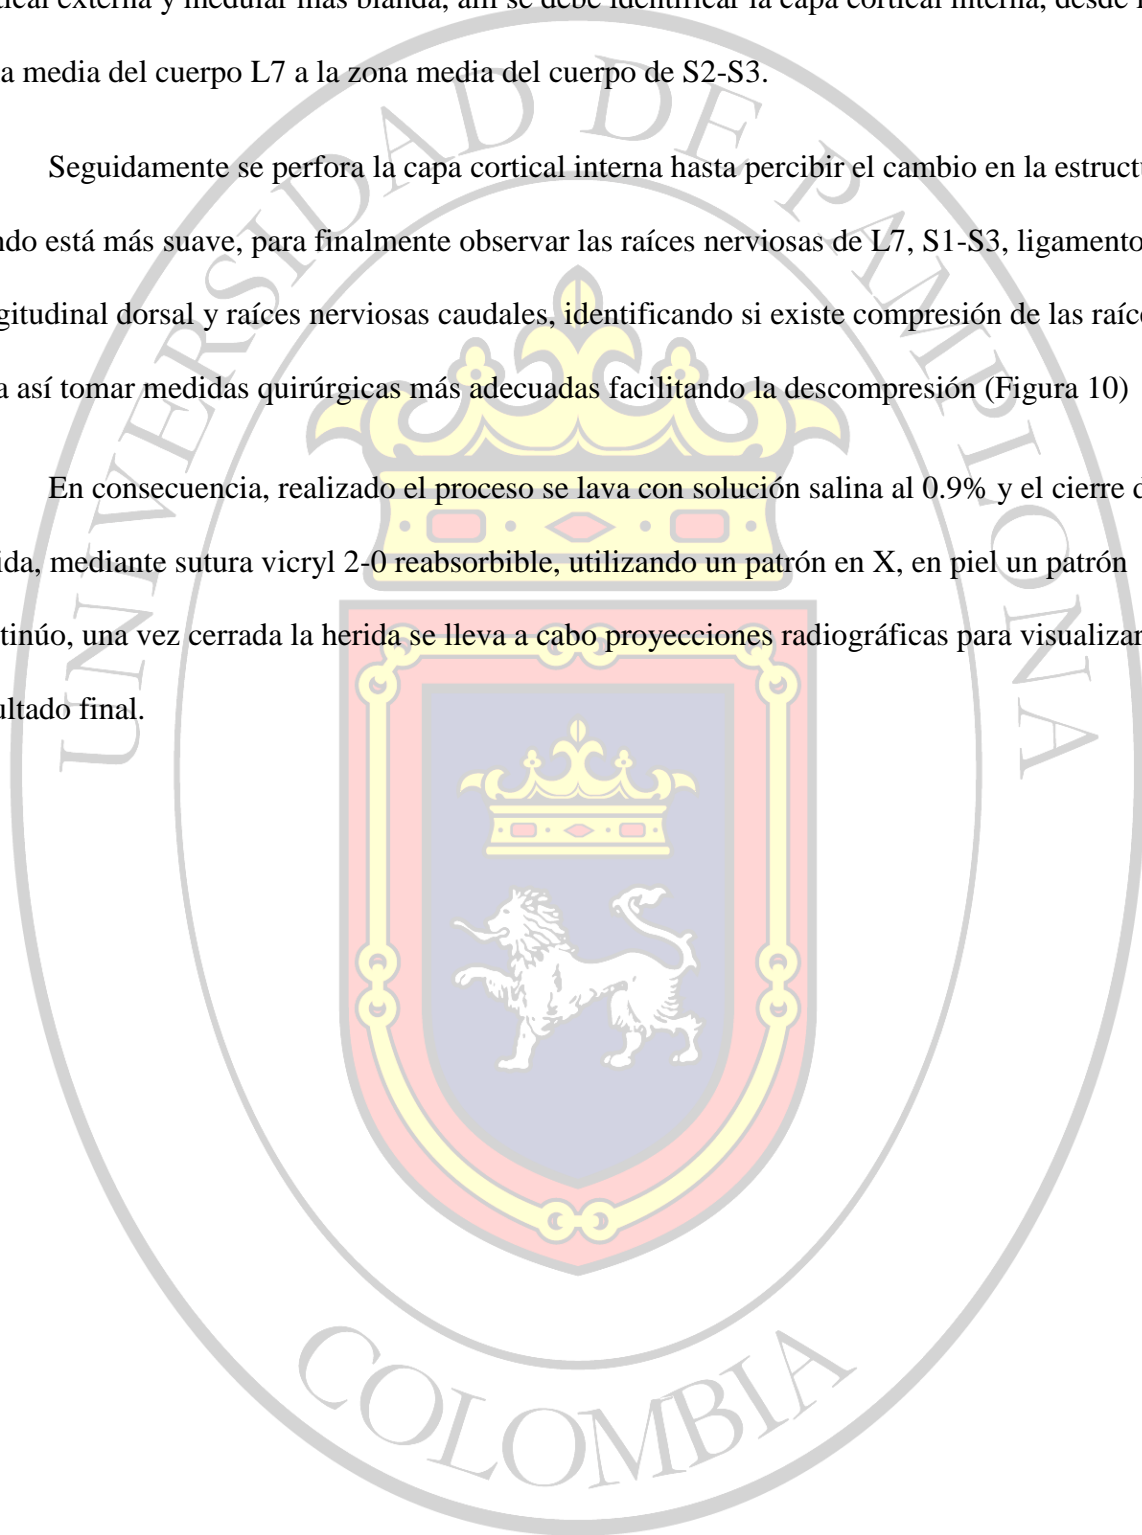 tical externa y medular más blanda, allí se debe identificar la capa cortical interna, desde l
a media del cuerpo L7 a la zona media del cuerpo de S2-S3.
Seguidamente se perfora la capa cortical interna hasta percibir el cambio en la estructu
ndo está más suave, para finalmente observar las raíces nerviosas de L7, S1-S3, ligamento
gitudinal dorsal y raíces nerviosas caudales, identificando si existe compresión de las raíce
a así tomar medidas quirúrgicas más adecuadas facilitando la descompresión (Figura 10)
En consecuencia, realizado el proceso se lava con solución salina al 0.9% y el cierre d
ida, mediante sutura vicryl 2-0 reabsorbible, utilizando un patrón en X, en piel un patrón
tinúo, una vez cerrada la herida se lleva a cabo proyecciones radiográficas para visualizar
ultado final.
UNIVERSIDAD DE PAMPLONA
COLOMBIA